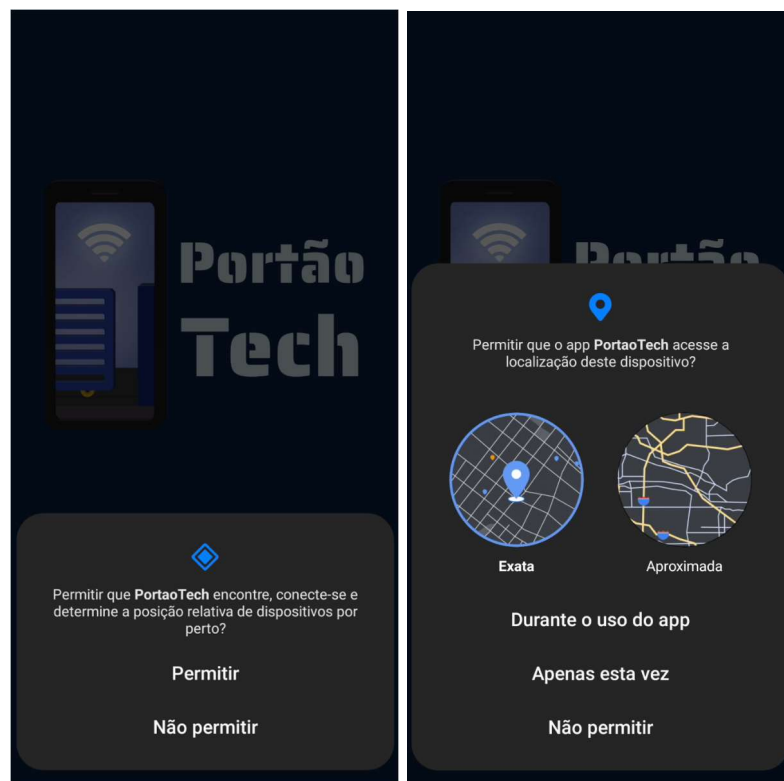 Portão
Tech
Permitir que PortaoTech encontre, conecte-se e
determine a posição relativa de dispositivos por
perto?
Permitir
Não permitir
Portão
Permitir que o app PortaoTech acesse a
localização deste dispositivo?
Exata
Aproximada
Durante o uso do app
Apenas esta vez
Não permitir